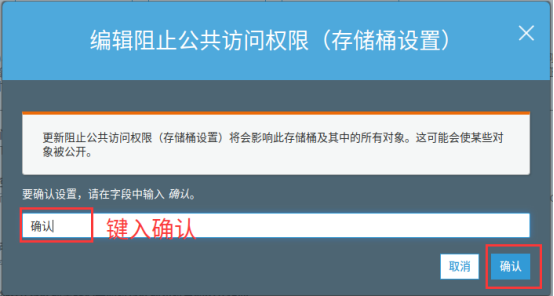 编辑阻止公共访问权限（存储桶设置）
更新阻止公共访问权限（存储桶设置）将会影响此存储桶及其中的所有对象。这可能会使某些对
象被公开。
要确认设置，请在字段中输入 确认。
确认 键入确认
取消 确认